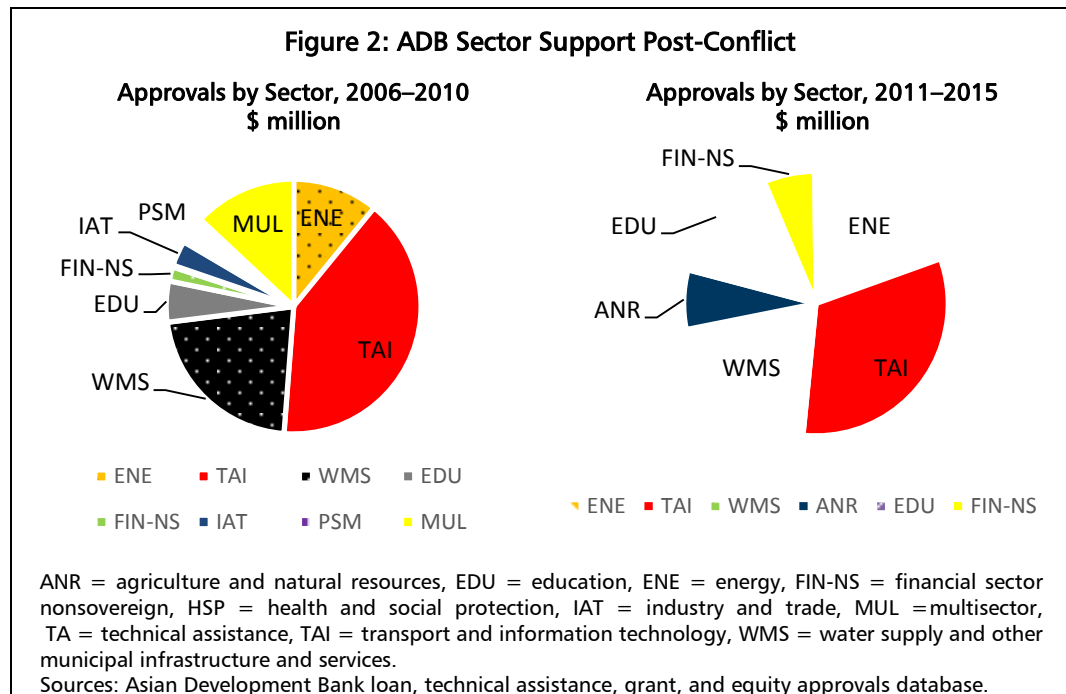 Figure 2: ADB Sector Support Post-Conflict
Approvals by Sector, 2006–2010
$ million
PSM
MUL
ENE
IAT
FIN-NS
EDU
TAI
WMS
ENE
TAI
WMS
EDU
FIN-NS
IAT
PSM
MUL
Approvals by Sector, 2011–2015
$ million
FIN-NS
EDU
ENE
ANR
WMS
TAI
ENE
TAI
WMS
ANR
EDU
FIN-NS
ANR = agriculture and natural resources, EDU = education, ENE = energy, FIN-NS = financial sector
nonsovereign, HSP = health and social protection, IAT = industry and trade, MUL =multisector,
TA = technical assistance, TAI = transport and information technology, WMS = water supply and other
municipal infrastructure and services.
Sources: Asian Development Bank loan, technical assistance, grant, and equity approvals database.